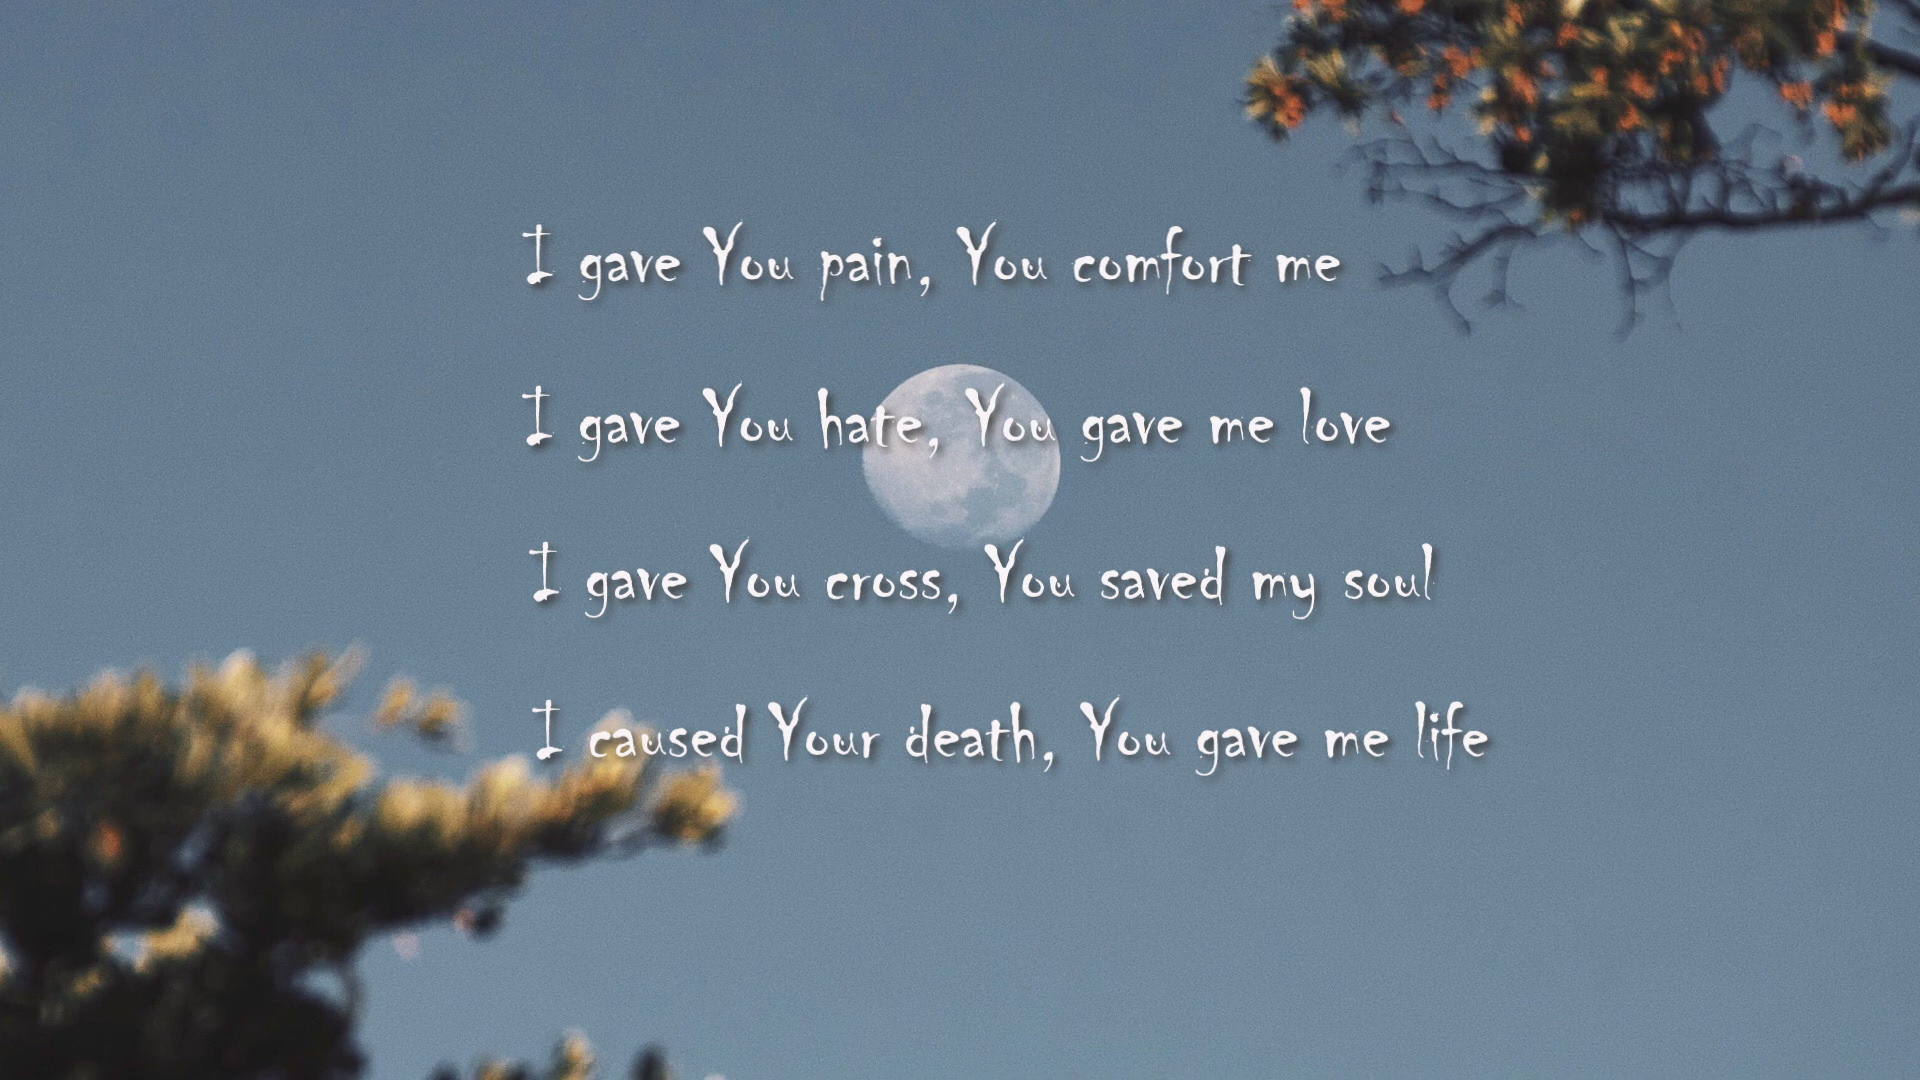 I gave You pain, You comfort me
I gave You hate, You gave me love
I gave You cross, You saved my soul
I caused Your death, You gave me life